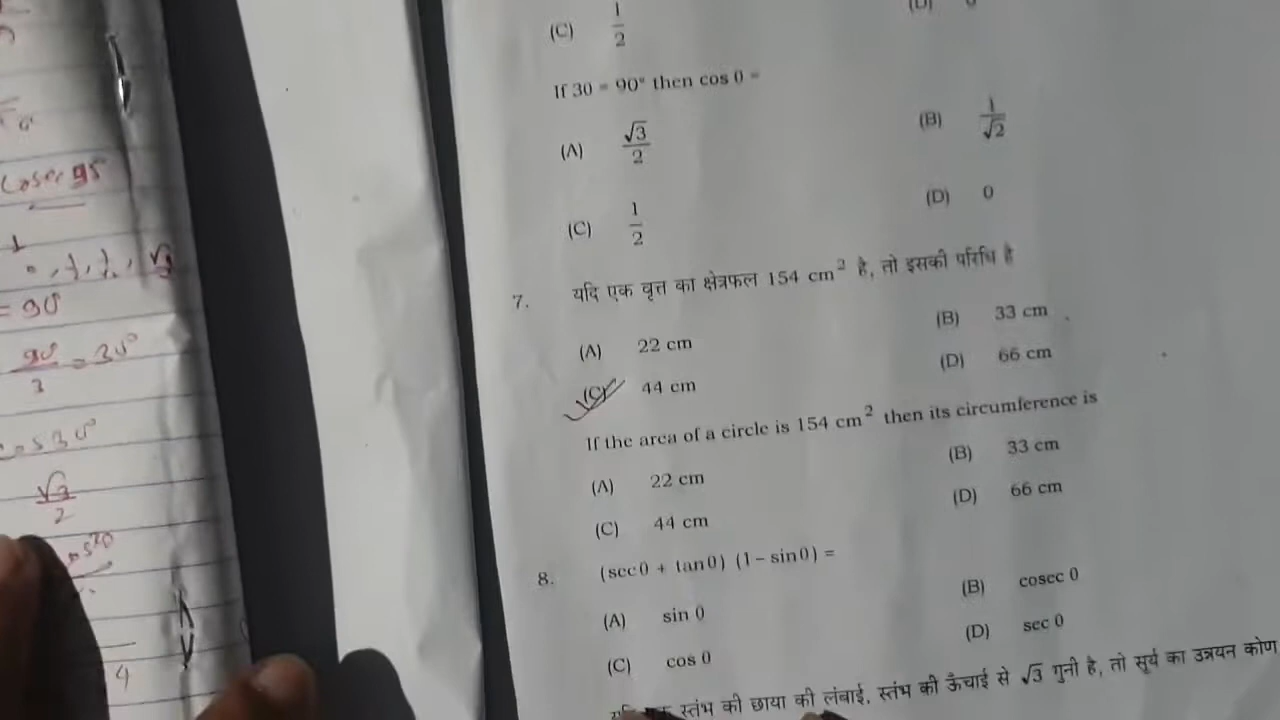 (C) 1/2
If 3θ = 90° then cos θ =
(A) √3/2 (B) 1/√2
(C) 1/2 (D) 0
7. यदि एक वृत्त का क्षेत्रफल 154 cm² है, तो इसकी परिधि है
(A) 22 cm (B) 33 cm
(C) 44 cm (D) 66 cm
If the area of a circle is 154 cm² then its circumference is
(A) 22 cm (B) 33 cm
(C) 44 cm (D) 66 cm
8. (sec θ + tan θ) (1 – sin θ) =
(A) sin θ (B) cosec θ
(C) cos θ (D) sec θ
स्तंभ की छाया की लंबाई, स्तंभ की ऊँचाई से √3 गुनी है, तो सूर्य का उन्नयन कोण
cosec 95
= 90°
90/3 = 30°
cos 30°
√3/2
4